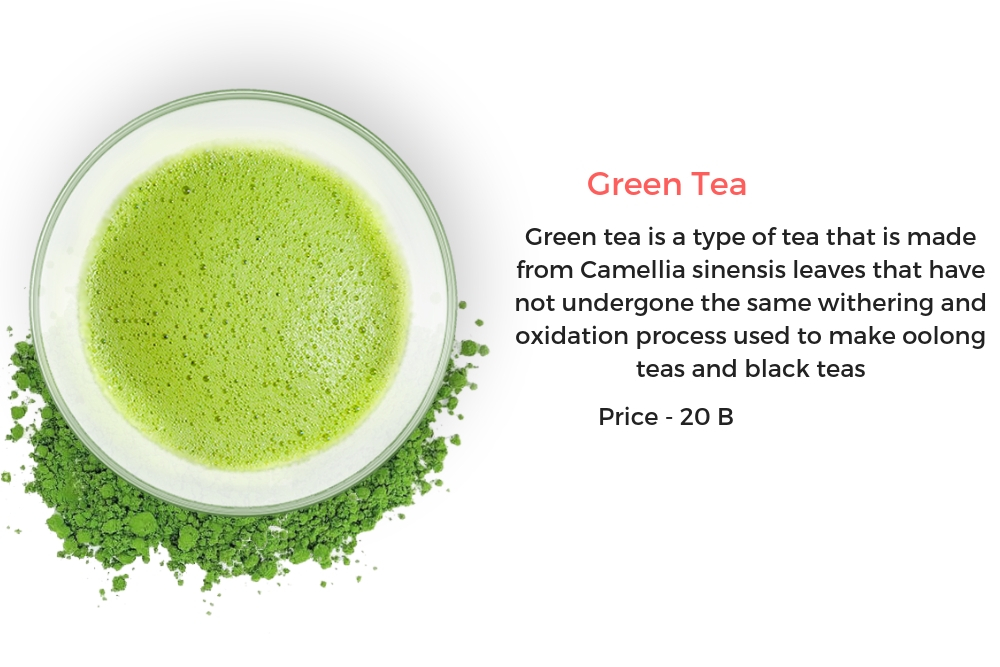 Green Tea
Green tea is a type of tea that is made
from Camellia sinensis leaves that have
not undergone the same withering and
oxidation process used to make oolong
teas and black teas
Price - 20 B